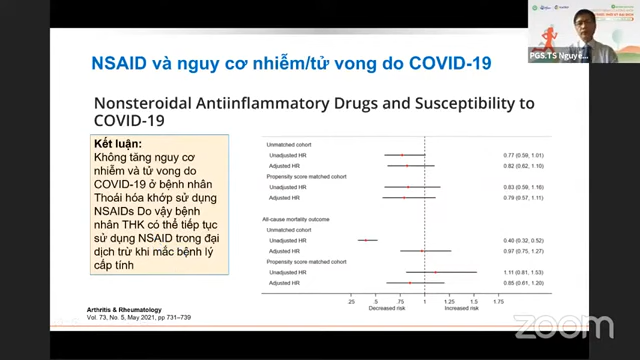 NSAID và nguy cơ nhiễm/tử vong do COVID-19
Nonsteroidal Antiinflammatory Drugs and Susceptibility to
COVID-19
Kết luận:
Không tăng nguy cơ
nhiễm và tử vong do
COVID-19 ở bệnh nhân
Thoái hóa khớp sử dụng
NSAIDs Do vậy bệnh
nhân THK có thể tiếp tục
sử dụng NSAID trong đại
dịch trừ khi mắc bệnh lý
cấp tính
Unmatched cohort
Unadjusted HR 0.77 (0.59, 1.01)
Adjusted HR 0.82 (0.62, 1.10)
Propensity score matched cohort
Unadjusted HR 0.83 (0.59, 1.16)
Adjusted HR 0.79 (0.57, 1.11)
All-cause mortality outcome
Unmatched cohort
Unadjusted HR 0.40 (0.32, 0.52)
Adjusted HR 0.97 (0.75, 1.27)
Propensity score matched cohort
Unadjusted HR 1.11 (0.81, 1.53)
Adjusted HR 0.85 (0.61, 1.20)
.25 .5 .75 1 1.25 1.5 1.75
Decreased risk Increased risk
Arthritis & Rheumatology
Vol. 73, No. 5, May 2021, pp 731–739
PGS.TS Nguye...
zoom